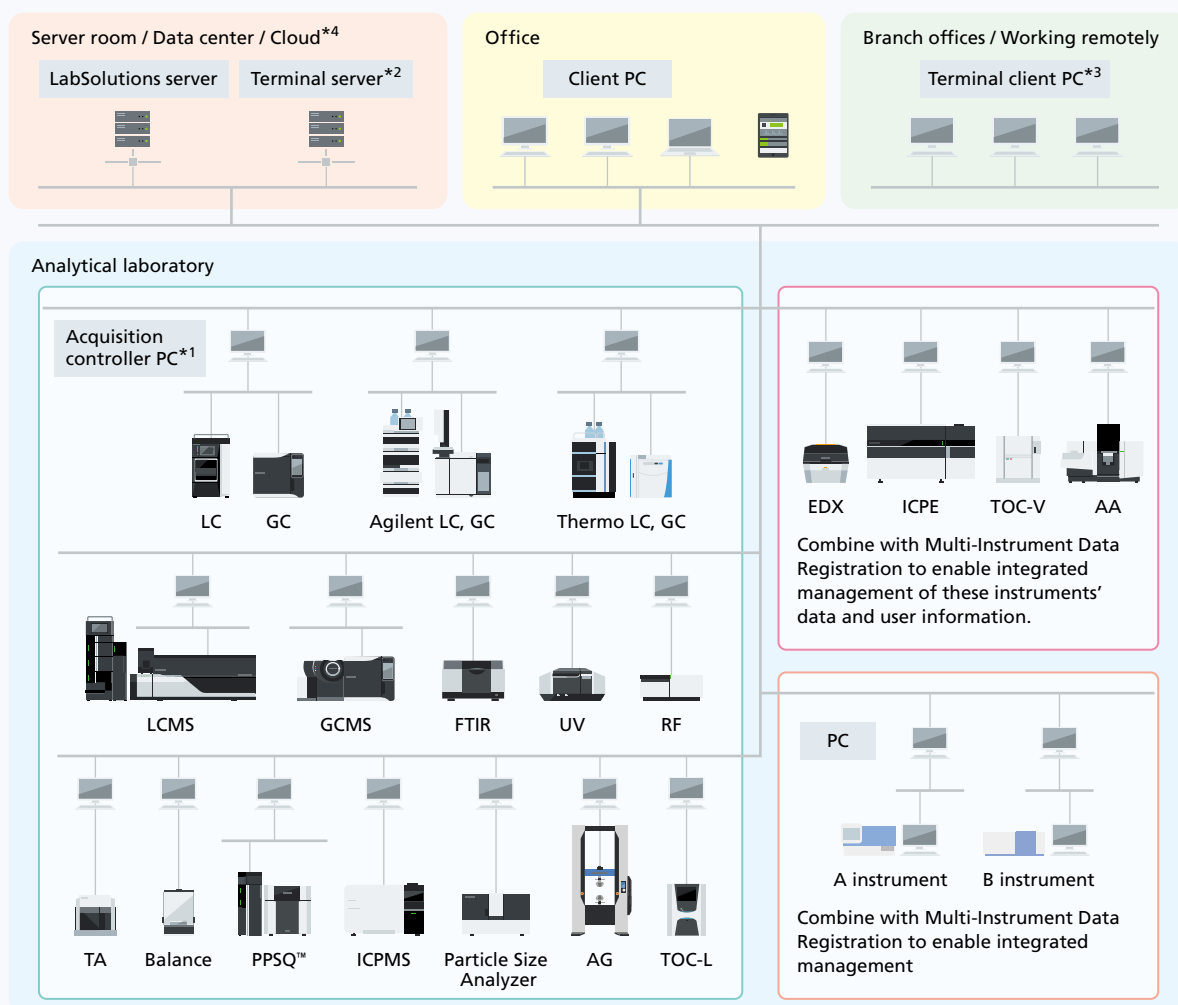 Server room / Data center / Cloud*4
LabSolutions server
Terminal server*2
Office
Client PC
Branch offices / Working remotely
Terminal client PC*3
Analytical laboratory
Acquisition
controller PC*1
LC
GC
Agilent LC, GC
Thermo LC, GC
LCMS
GCMS
FTIR
UV
RF
TA
Balance
PPSQ™
ICPMS
Particle Size
Analyzer
AG
TOC-L
EDX
ICPE
TOC-V
AA
Combine with Multi-Instrument Data
Registration to enable integrated
management of these instruments’
data and user information.
PC
A instrument
B instrument
Combine with Multi-Instrument Data
Registration to enable integrated
management